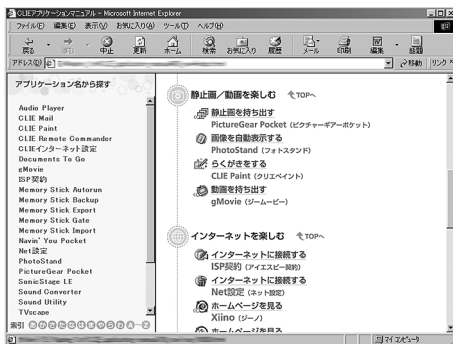 CLIEアプリケーションマニュアル - Microsoft Internet Explorer
ファイル(F) 編集(E) 表示(V) お気に入り(A) ツール(T) ヘルプ(H)
戻る 進む 中止 更新 ホーム 検索 お気に入り 履歴 メール 印刷 編集 話題
アドレス(D) 移動 リンク
アプリケーション名から探す
Audio Player
CLIE Mail
CLIE Paint
CLIE Remote Commander
CLIEインターネット設定
Documents To Go
gMovie
ISP契約
Memory Stick Autorun
Memory Stick Backup
Memory Stick Export
Memory Stick Gate
Memory Stick Import
Navin' You Pocket
Net設定
PhotoStand
PictureGear Pocket
SonicStage LE
Sound Converter
Sound Utility
TVscape
索引 あ か さ た な は ま や ら わ A-Z
静止画/動画を楽しむ TOPへ
静止画を持ち出す
PictureGear Pocket (ピクチャーギアーポケット)
画像を自動表示する
PhotoStand (フォトスタンド)
らくがきをする
CLIE Paint (クリエペイント)
動画を持ち出す
gMovie (ジームービー)
インターネットを楽しむ TOPへ
インターネットに接続する
ISP契約 (アイエスピー契約)
インターネットに接続する
Net設定 (ネット設定)
ホームページを見る
Xiino (ジーノ)
ホームページを見る
マイ コンピュータ